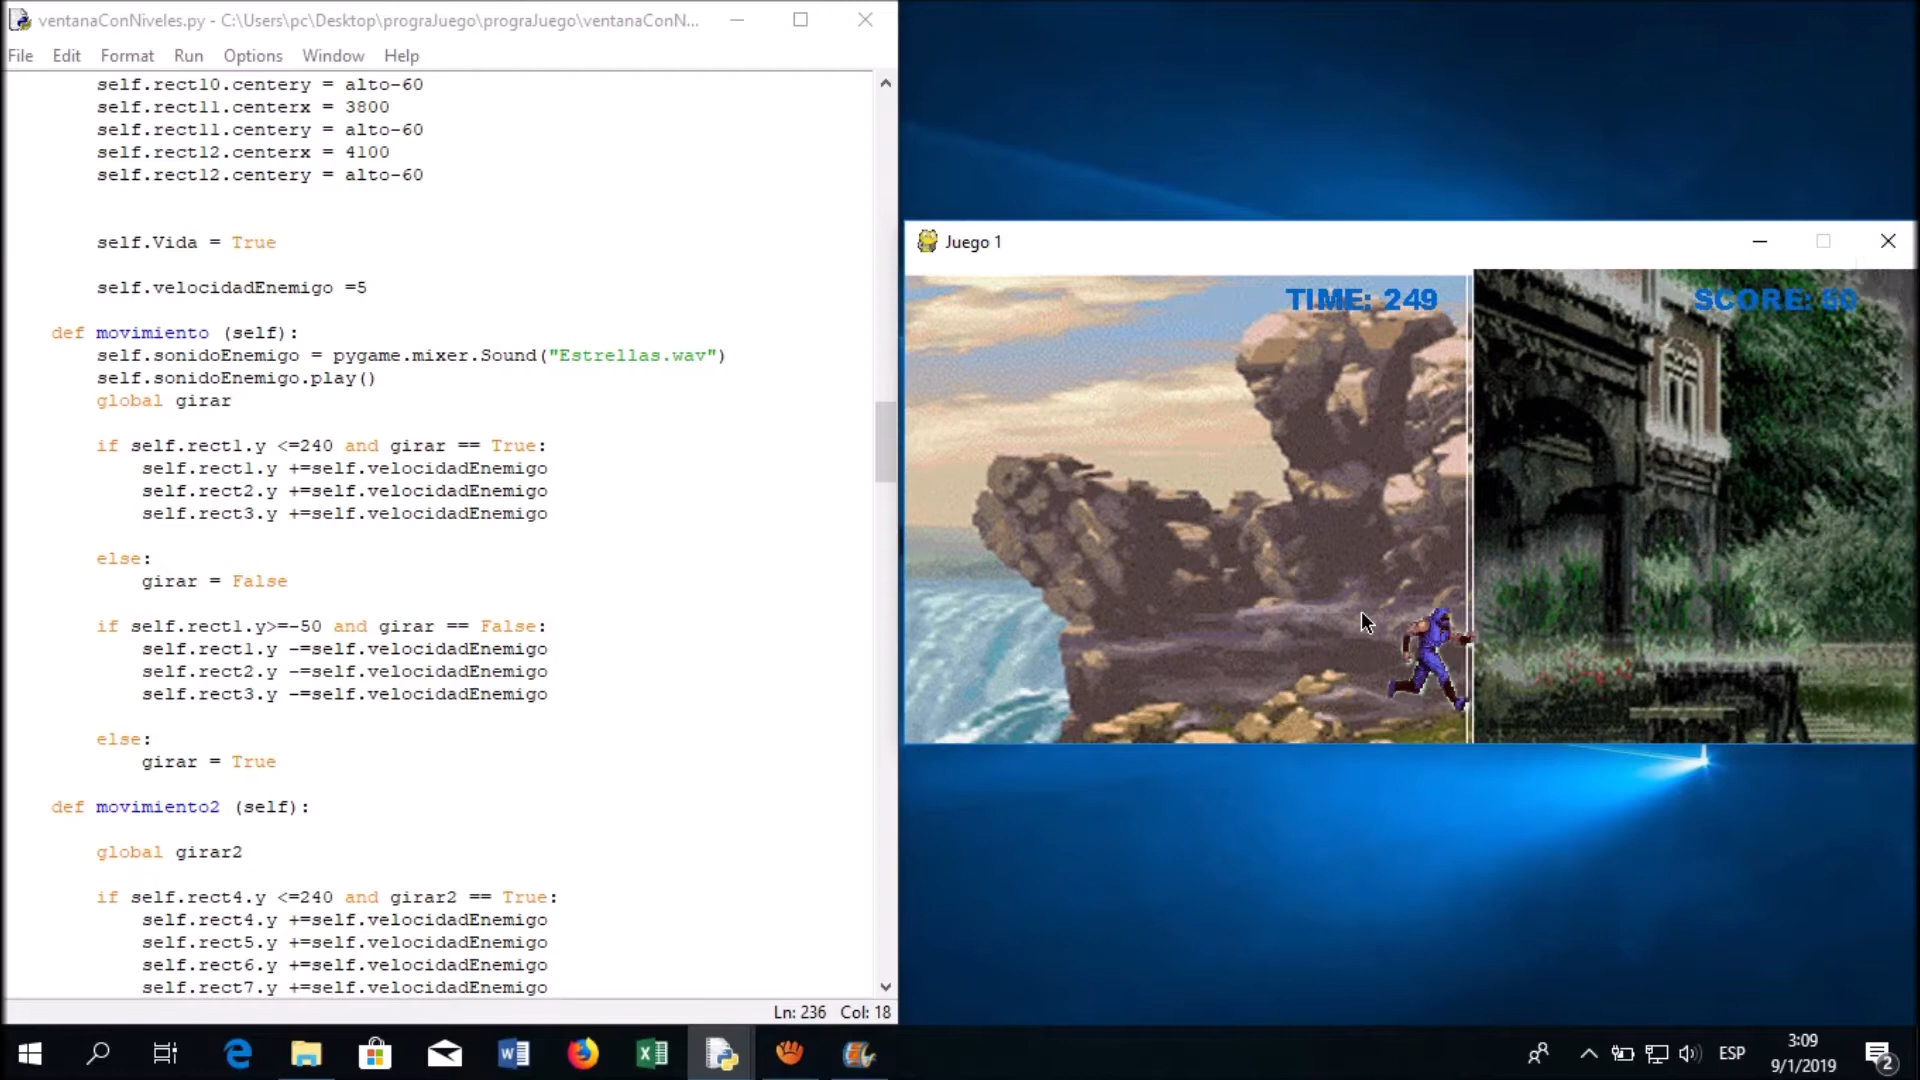 ventanaConNiveles.py - C:\Users\pc\Desktop\prograJuego\prograJuego\ventanaConN...
File Edit Format Run Options Window Help
self.rect10.centery = alto-60
self.rect11.centerx = 3800
self.rect11.centery = alto-60
self.rect12.centerx = 4100
self.rect12.centery = alto-60
self.Vida = True
self.velocidadEnemigo =5
def movimiento (self):
self.sonidoEnemigo = pygame.mixer.Sound("Estrellas.wav")
self.sonidoEnemigo.play()
global girar
if self.rect1.y <=240 and girar == True:
self.rect1.y +=self.velocidadEnemigo
self.rect2.y +=self.velocidadEnemigo
self.rect3.y +=self.velocidadEnemigo
else:
girar = False
if self.rect1.y>=-50 and girar == False:
self.rect1.y -=self.velocidadEnemigo
self.rect2.y -=self.velocidadEnemigo
self.rect3.y -=self.velocidadEnemigo
else:
girar = True
def movimiento2 (self):
global girar2
if self.rect4.y <=240 and girar2 == True:
self.rect4.y +=self.velocidadEnemigo
self.rect5.y +=self.velocidadEnemigo
self.rect6.y +=self.velocidadEnemigo
self.rect7.y +=self.velocidadEnemigo
Ln: 236 Col: 18
Juego 1
TIME: 249
SCORE: 50
ESP
3:09
9/1/2019
2